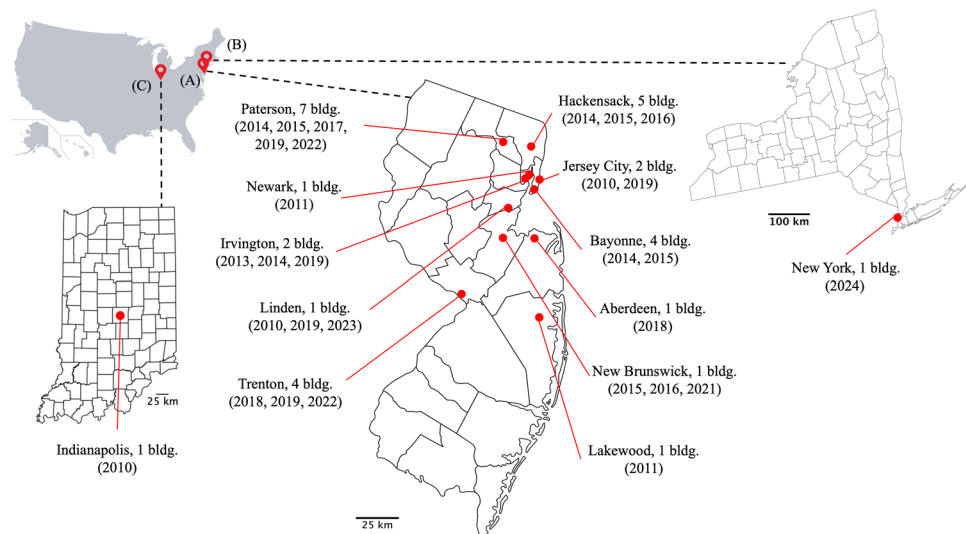 (B)
(A)
(C)
Paterson, 7 bldg.
(2014, 2015, 2017,
2019, 2022)
Hackensack, 5 bldg.
(2014, 2015, 2016)
Newark, 1 bldg.
(2011)
Jersey City, 2 bldg.
(2010, 2019)
Irvington, 2 bldg.
(2013, 2014, 2019)
Bayonne, 4 bldg.
(2014, 2015)
Linden, 1 bldg.
(2010, 2019, 2023)
Aberdeen, 1 bldg.
(2018)
Trenton, 4 bldg.
(2018, 2019, 2022)
New Brunswick, 1 bldg.
(2015, 2016, 2021)
Lakewood, 1 bldg.
(2011)
25 km
100 km
New York, 1 bldg.
(2024)
25 km
Indianapolis, 1 bldg.
(2010)